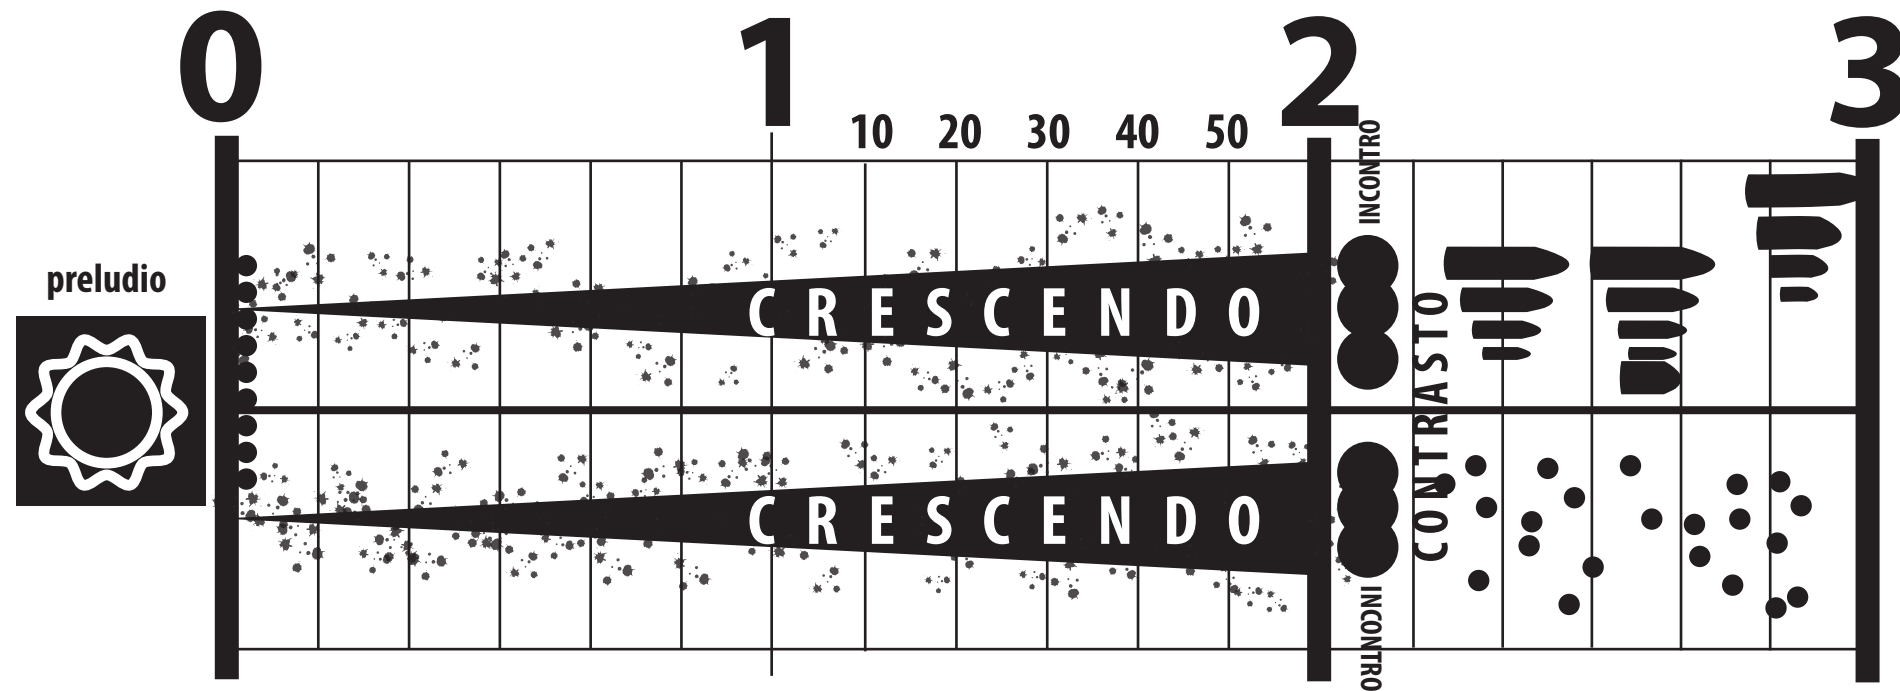 0 1 2 3
10 20 30 40 50
INCONTRO
preludio
CRESCENDO
CONTRASTO
CRESCENDO
INCONTRO